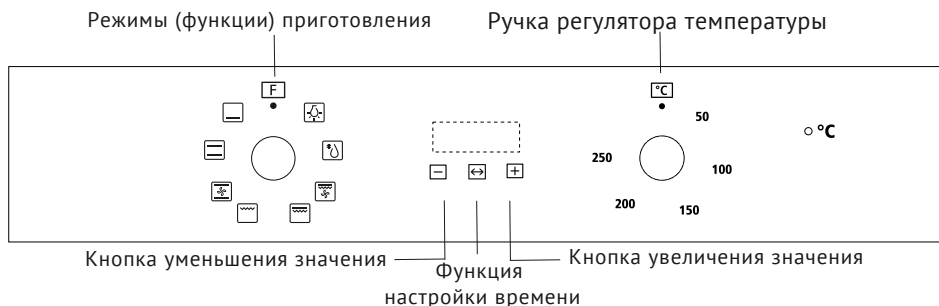 Режимы (функции) приготовления
Ручка регулятора температуры
F
°C
50
100
150
200
250
°C
Кнопка уменьшения значения
Функция
настройки времени
Кнопка увеличения значения